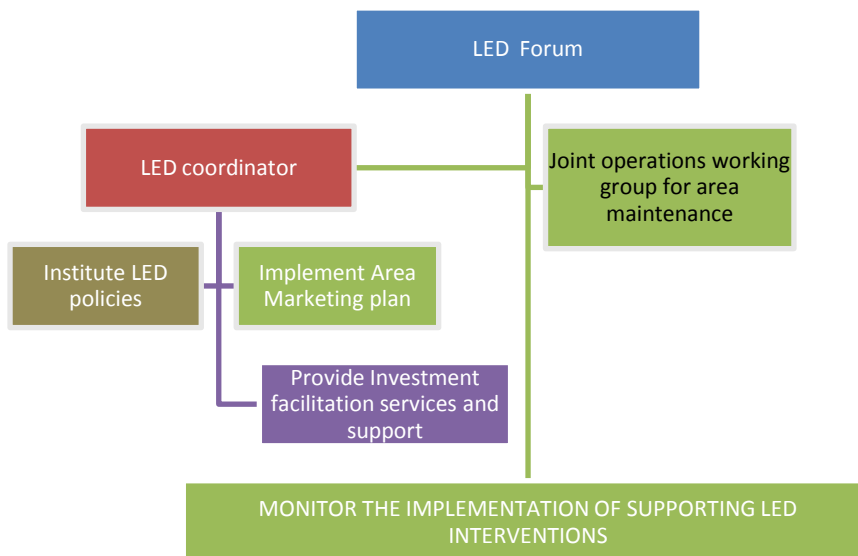 LED Forum
LED coordinator
Joint operations working
group for area
maintenance
Institute LED
policies
Implement Area
Marketing plan
Provide Investment
facilitation services and
support
MONITOR THE IMPLEMENTATION OF SUPPORTING LED
INTERVENTIONS